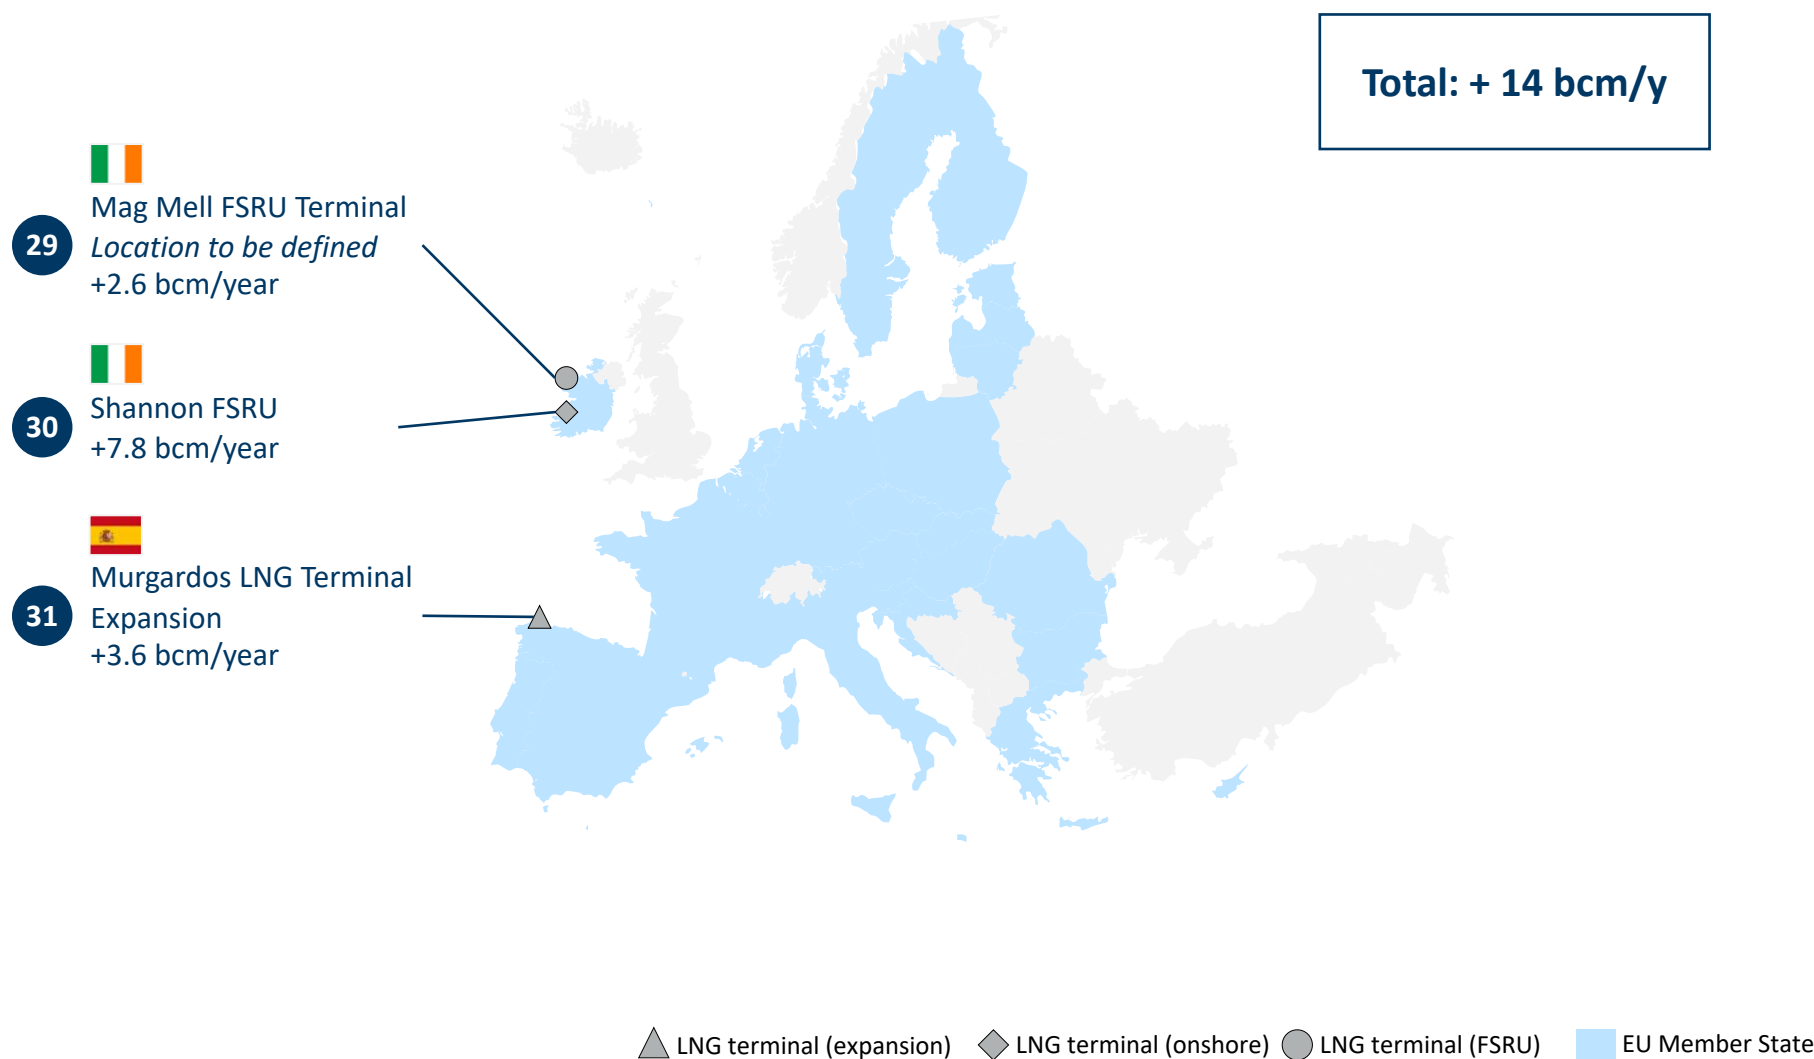 Total: + 14 bcm/y
29
Mag Mell FSRU Terminal
Location to be defined
+2.6 bcm/year
30
Shannon FSRU
+7.8 bcm/year
31
Murgardos LNG Terminal
Expansion
+3.6 bcm/year
LNG terminal (expansion)
LNG terminal (onshore)
LNG terminal (FSRU)
EU Member State